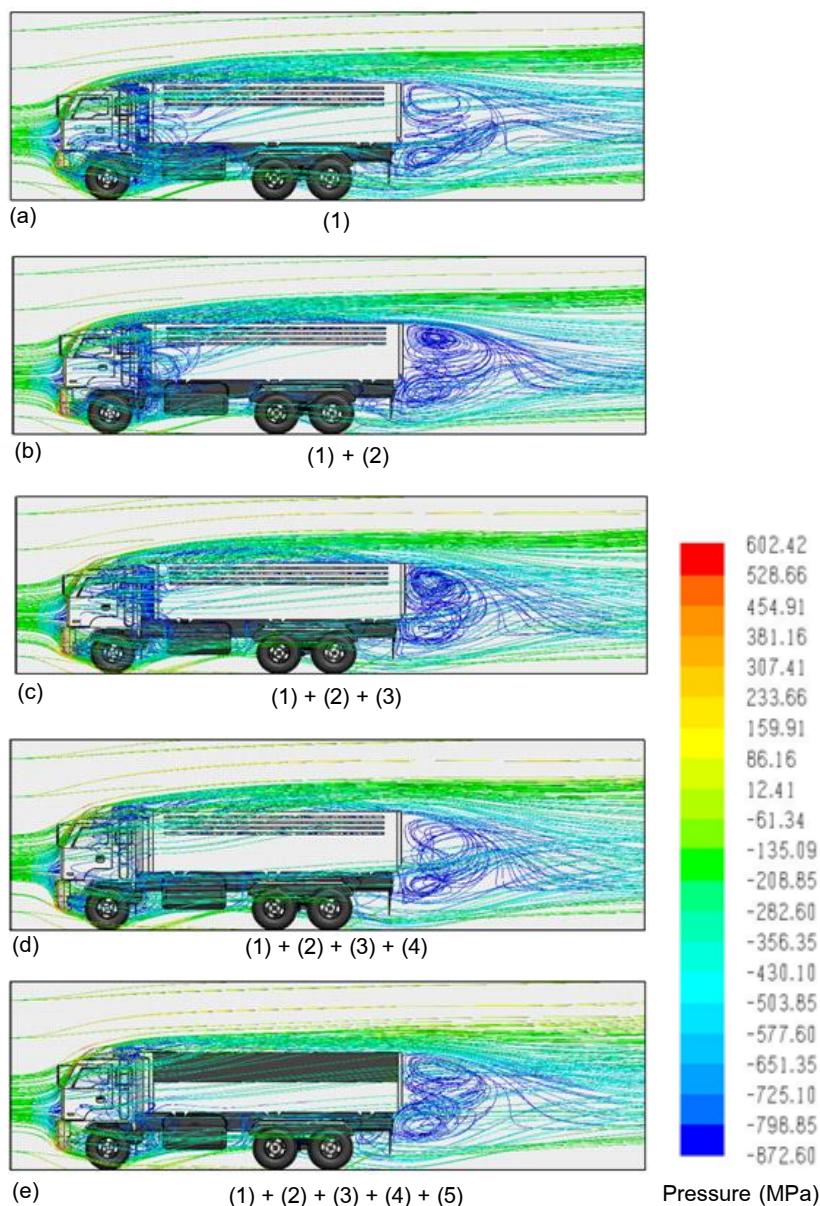 (a)
(1)
(b)
(1) + (2)
(c)
(1) + (2) + (3)
(d)
(1) + (2) + (3) + (4)
(e)
(1) + (2) + (3) + (4) + (5)
602.42
528.66
454.91
381.16
307.41
233.66
159.91
86.16
12.41
-61.34
-135.09
-208.85
-282.60
-356.35
-430.10
-503.85
-577.60
-651.35
-725.10
-798.85
-872.60
Pressure (MPa)